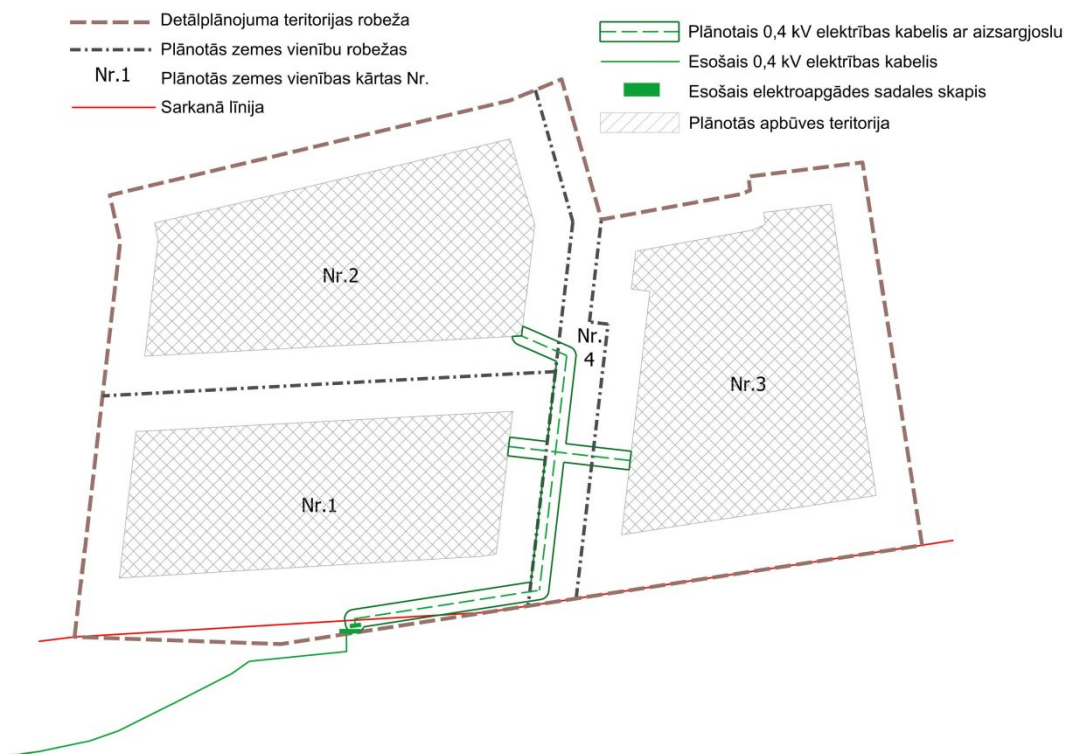 Detālplānojuma teritorijas robeža
Plānotās zemes vienību robežas
Nr.1 Plānotās zemes vienības kārtas Nr.
Sarkanā līnija
Plānotais 0,4 kV elektrības kabelis ar aizsargjoslu
Esošais 0,4 kV elektrības kabelis
Esošais elektroapgādes sadales skapis
Plānotās apbūves teritorija
Nr.2
Nr.
4
Nr.3
Nr.1